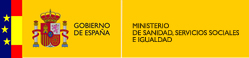 GOBIERNO
DE ESPAÑA
MINISTERIO
DE SANIDAD, SERVICIOS SOCIALES
E IGUALDAD